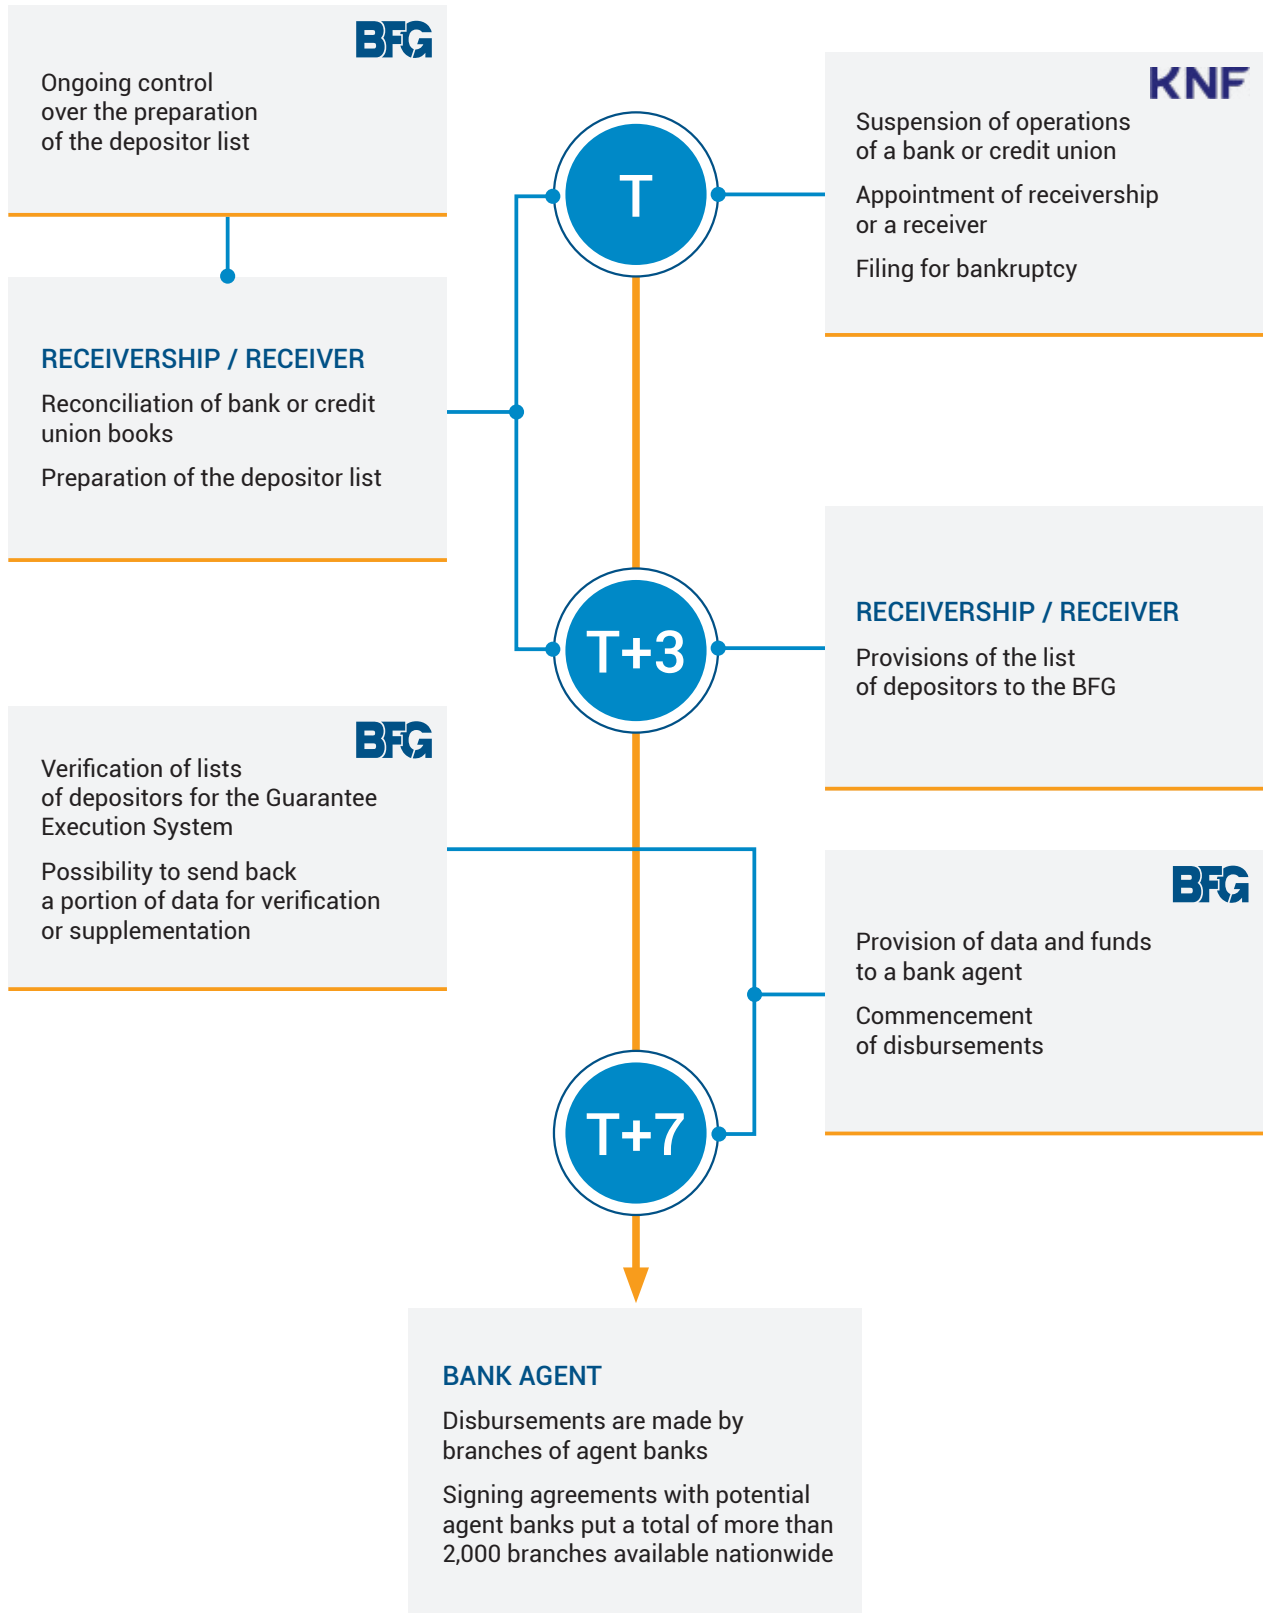 BFG
Ongoing control
over the preparation
of the depositor list
T
KNF
Suspension of operations
of a bank or credit union
Appointment of receivership
or a receiver
Filing for bankruptcy
RECEIVERSHIP / RECEIVER
Reconciliation of bank or credit
union books
Preparation of the depositor list
T+3
RECEIVERSHIP / RECEIVER
Provisions of the list
of depositors to the BFG
BFG
Verification of lists
of depositors for the Guarantee
Execution System
Possibility to send back
a portion of data for verification
or supplementation
BFG
Provision of data and funds
to a bank agent
Commencement
of disbursements
T+7
BANK AGENT
Disbursements are made by
branches of agent banks
Signing agreements with potential
agent banks put a total of more than
2,000 branches available nationwide